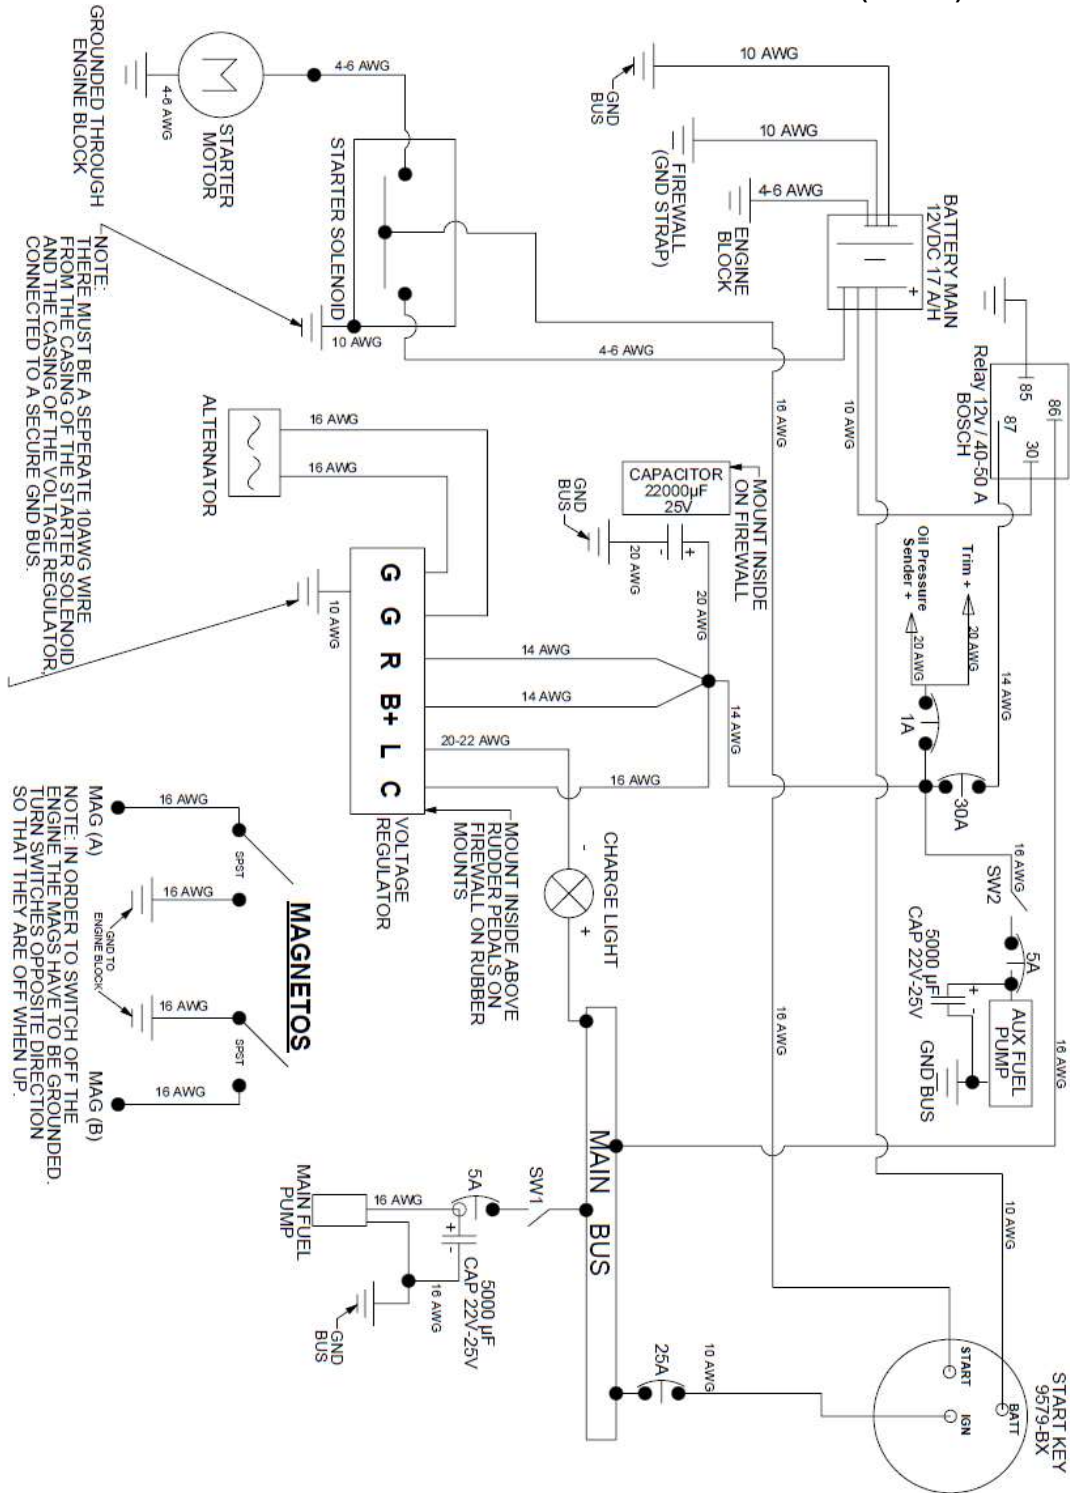 GROUNDED THROUGH
ENGINE BLOCK
4-6 AWG
STARTER
MOTOR
M
4-6 AWG
STARTER SOLENOID
10 AWG
NOTE:
THERE MUST BE A SEPERATE 10AWG WIRE
FROM THE CASING OF THE STARTER SOLENOID
AND THE CASING OF THE VOLTAGE REGULATOR,
CONNECTED TO A SECURE GND BUS.
10 AWG
GND
BUS
10 AWG
FIREWALL
(GND STRAP)
4-6 AWG
ENGINE
BLOCK
BATTERY MAIN
12VDC 17 A/H
+
4-6 AWG
16 AWG
10 AWG
85
86
87
30
Relay 12v / 40-50 A
BOSCH
ALTERNATOR
16 AWG
16 AWG
CAPACITOR
22000µF
25V
MOUNT INSIDE
ON FIREWALL
GND
BUS
20 AWG
-
+
20 AWG
Oil Pressure
Sender +
20 AWG
Trim +
20 AWG
14 AWG
1A
30A
10 AWG
G
G
R
B+
L
C
VOLTAGE
REGULATOR
14 AWG
14 AWG
14 AWG
20-22 AWG
16 AWG
MOUNT INSIDE ABOVE
RUDDER PEDALS ON
FIREWALL ON RUBBER
MOUNTS
CHARGE LIGHT
-
+
16 AWG
SW2
5A
5000 µF
CAP 22V-25V
+
-
AUX FUEL
PUMP
GND BUS
16 AWG
16 AWG
MAGNETOS
MAG (A)
16 AWG
SPST
16 AWG
GND TO
ENGINE BLOCK
16 AWG
SPST
16 AWG
MAG (B)
NOTE: IN ORDER TO SWITCH OFF THE
ENGINE THE MAGS HAVE TO BE GROUNDED.
TURN SWITCHES OPPOSITE DIRECTION
SO THAT THEY ARE OFF WHEN UP.
MAIN BUS
SW1
5A
16 AWG
MAIN FUEL
PUMP
+
-
5000 µF
CAP 22V-25V
16 AWG
GND
BUS
25A
10 AWG
10 AWG
START
IGN
BATT
START KEY
9579-BX